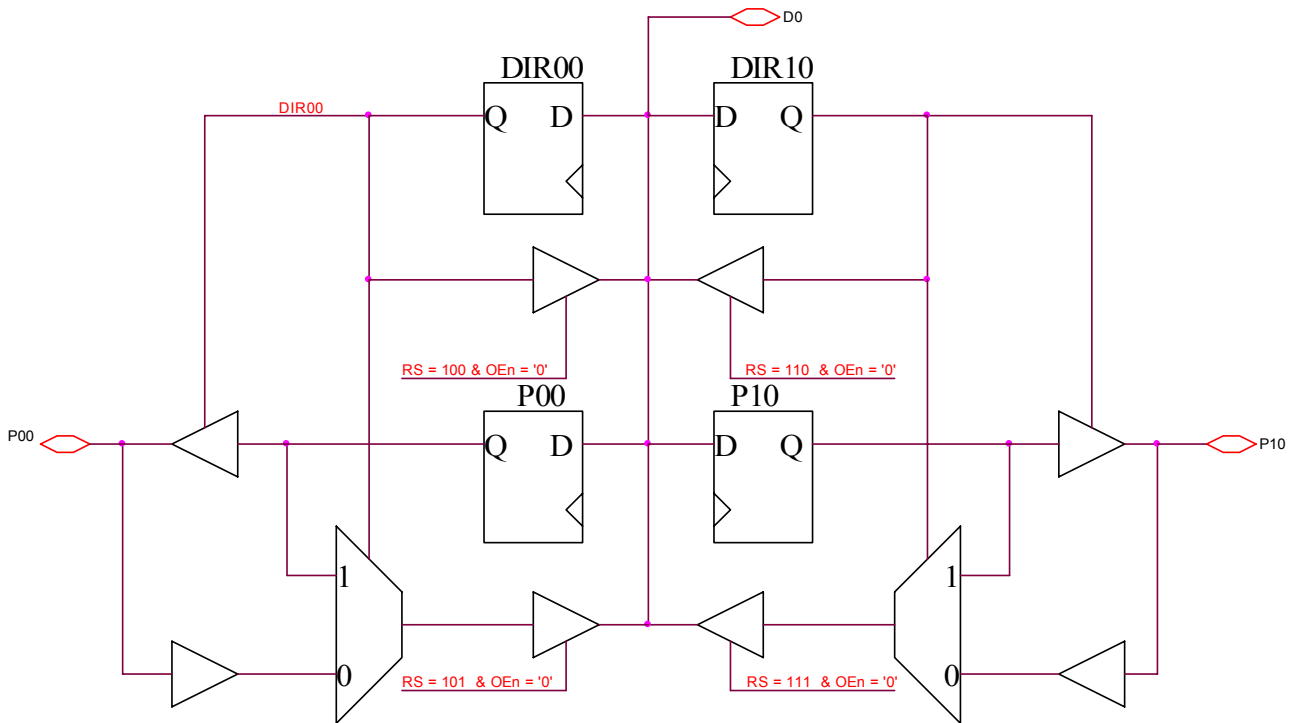 D0
DIR00
DIR10
DIR00
Q
D
D
Q
RS = 100 & OEn = '0'
RS = 110 & OEn = '0'
P00
P10
P00
Q
D
D
Q
P10
1
1
0
0
RS = 101 & OEn = '0'
RS = 111 & OEn = '0'